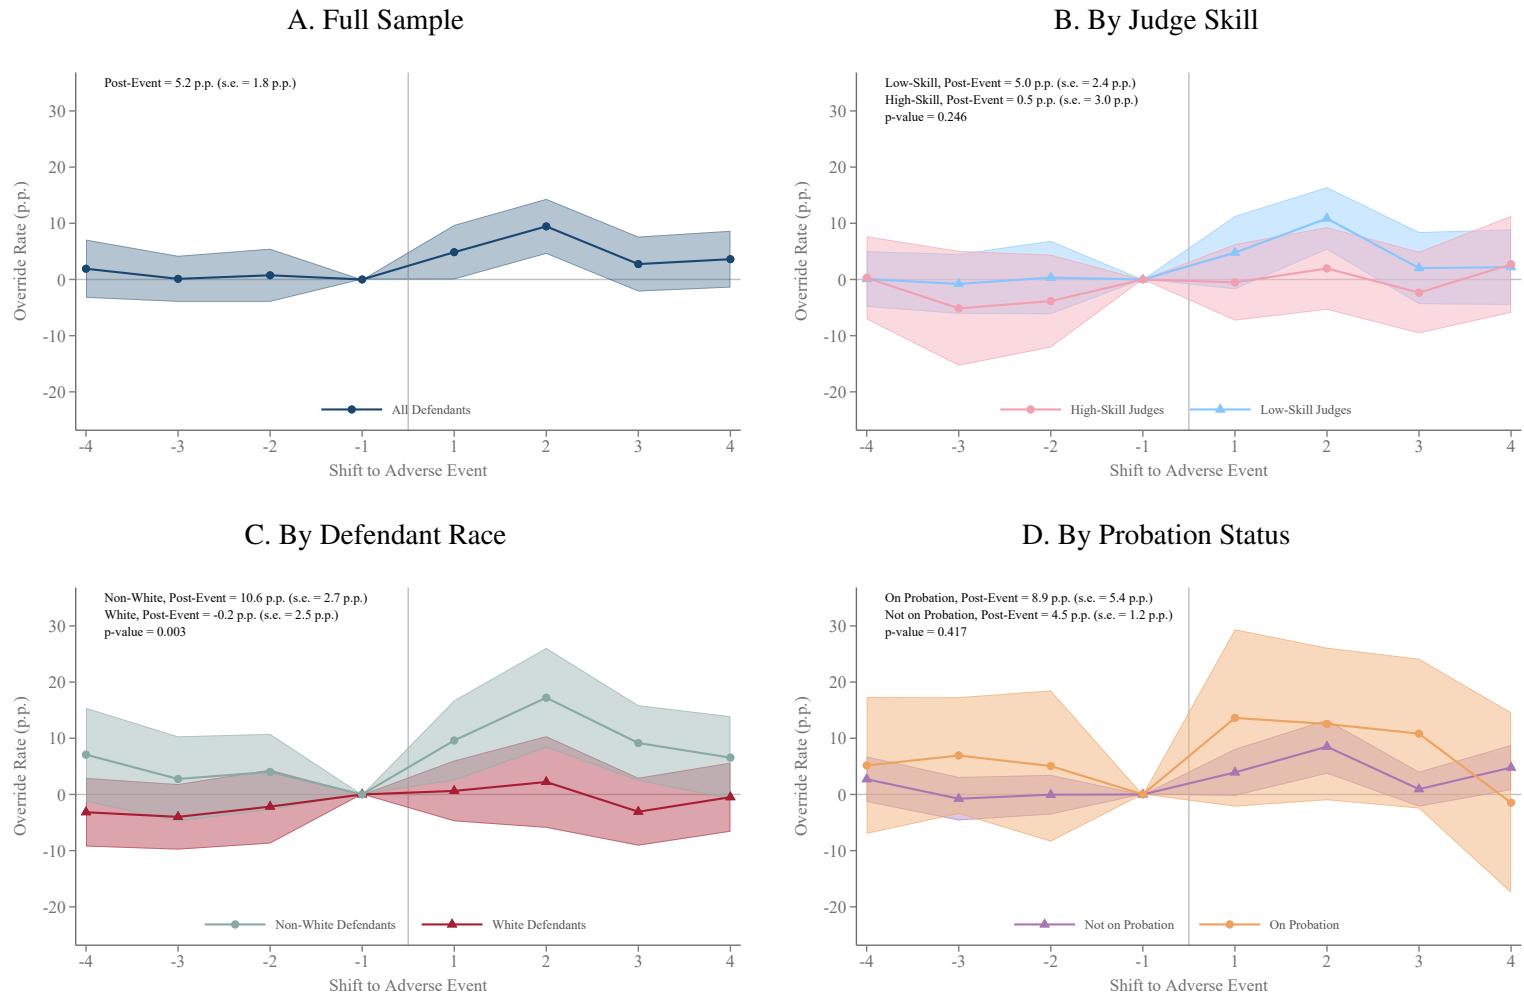 A. Full Sample
Post-Event = 5.2 p.p. (s.e. = 1.8 p.p.)
Override Rate (p.p.)
30
20
10
0
-10
-20
All Defendants
-4 -3 -2 -1 1 2 3 4
Shift to Adverse Event
B. By Judge Skill
Low-Skill, Post-Event = 5.0 p.p. (s.e. = 2.4 p.p.)
High-Skill, Post-Event = 0.5 p.p. (s.e. = 3.0 p.p.)
p-value = 0.246
Override Rate (p.p.)
30
20
10
0
-10
-20
High-Skill Judges Low-Skill Judges
-4 -3 -2 -1 1 2 3 4
Shift to Adverse Event
C. By Defendant Race
Non-White, Post-Event = 10.6 p.p. (s.e. = 2.7 p.p.)
White, Post-Event = -0.2 p.p. (s.e. = 2.5 p.p.)
p-value = 0.003
Override Rate (p.p.)
30
20
10
0
-10
-20
Non-White Defendants White Defendants
-4 -3 -2 -1 1 2 3 4
Shift to Adverse Event
D. By Probation Status
On Probation, Post-Event = 8.9 p.p. (s.e. = 5.4 p.p.)
Not on Probation, Post-Event = 4.5 p.p. (s.e. = 1.2 p.p.)
p-value = 0.417
Override Rate (p.p.)
30
20
10
0
-10
-20
Not on Probation On Probation
-4 -3 -2 -1 1 2 3 4
Shift to Adverse Event